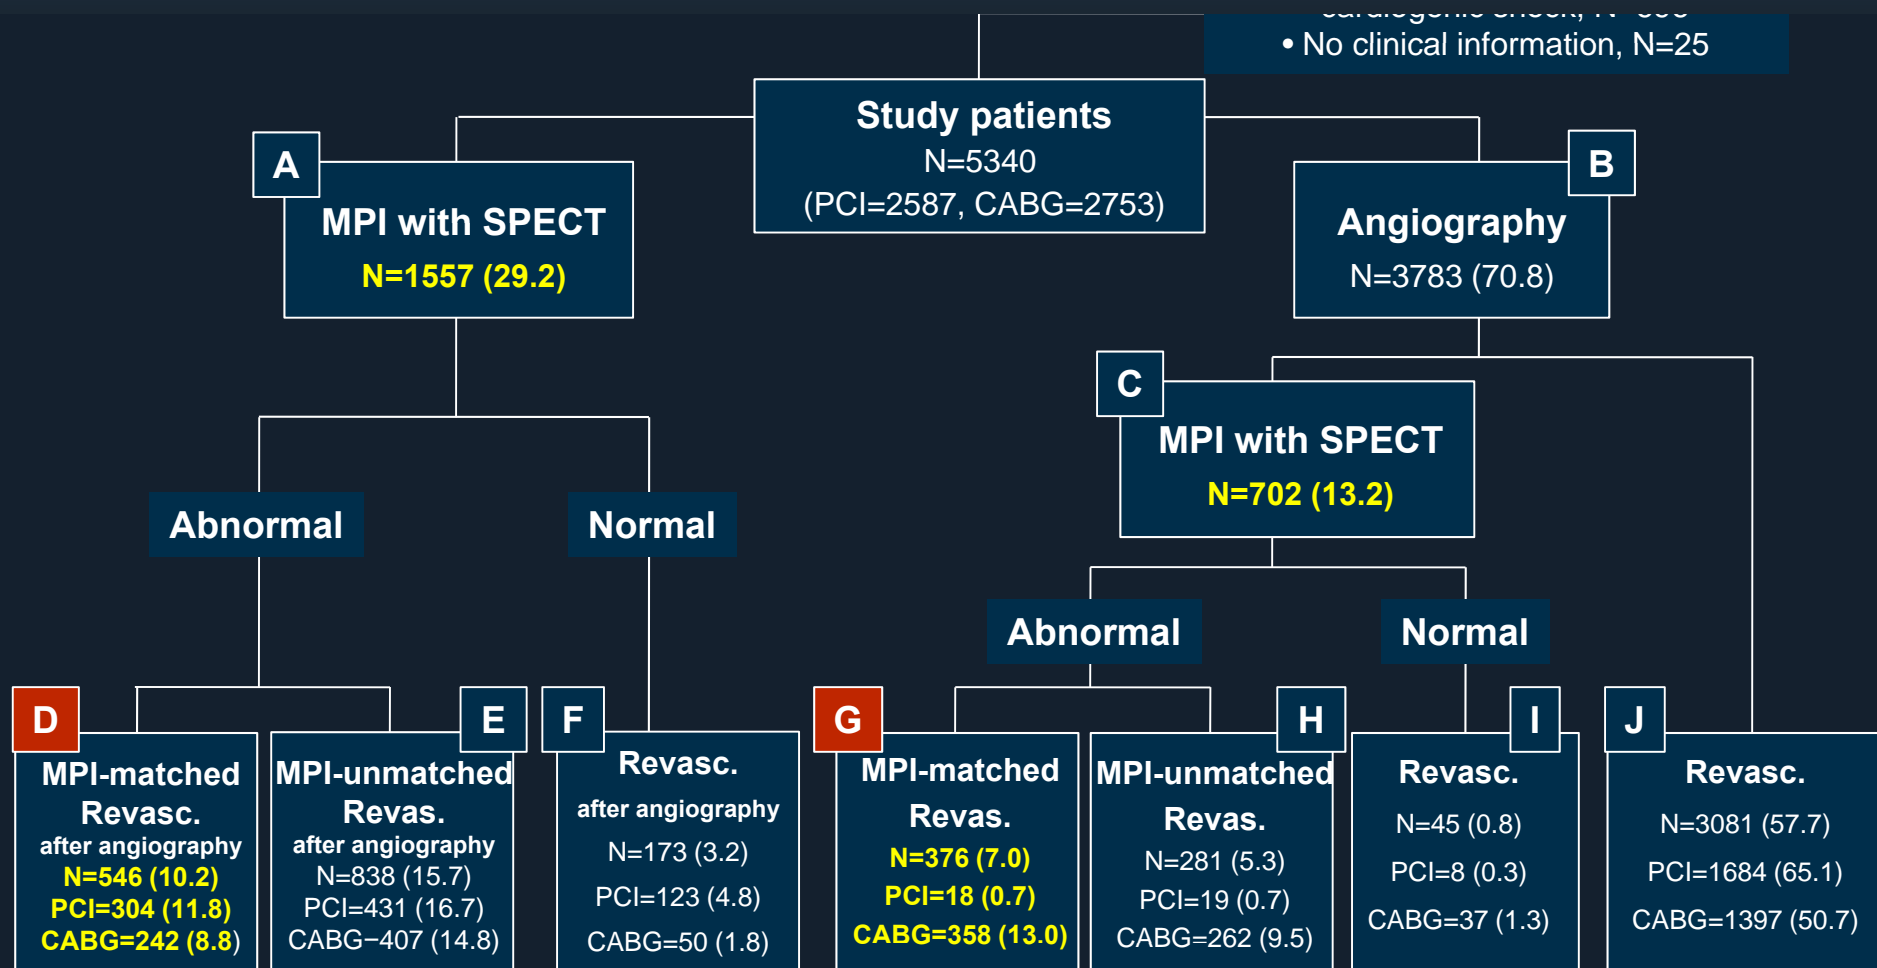 • No clinical information, N=25
Study patients
N=5340
(PCI=2587, CABG=2753)
A
MPI with SPECT
N=1557 (29.2)
B
Angiography
N=3783 (70.8)
C
MPI with SPECT
N=702 (13.2)
Abnormal
Normal
Abnormal
Normal
D
MPI-matched
Revasc.
after angiography
N=546 (10.2)
PCI=304 (11.8)
CABG=242 (8.8)
E
MPI-unmatched
Revas.
after angiography
N=838 (15.7)
PCI=431 (16.7)
CABG−407 (14.8)
F
Revasc.
after angiography
N=173 (3.2)
PCI=123 (4.8)
CABG=50 (1.8)
G
MPI-matched
Revas.
N=376 (7.0)
PCI=18 (0.7)
CABG=358 (13.0)
H
MPI-unmatched
Revas.
N=281 (5.3)
PCI=19 (0.7)
CABG=262 (9.5)
I
Revasc.
N=45 (0.8)
PCI=8 (0.3)
CABG=37 (1.3)
J
Revasc.
N=3081 (57.7)
PCI=1684 (65.1)
CABG=1397 (50.7)